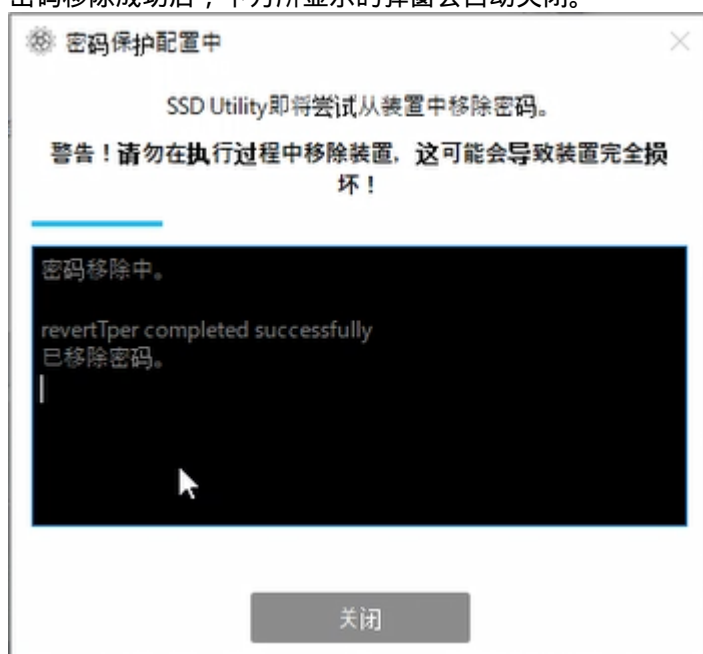 密码移除成功后，下方所显示的弹窗会自动关闭。
密码保护配置中
SSD Utility即将尝试从装置中移除密码。
警告！请勿在执行过程中移除装置，这可能会导致装置完全损
坏！
密码移除中。
revertTper completed successfully
已移除密码。
关闭